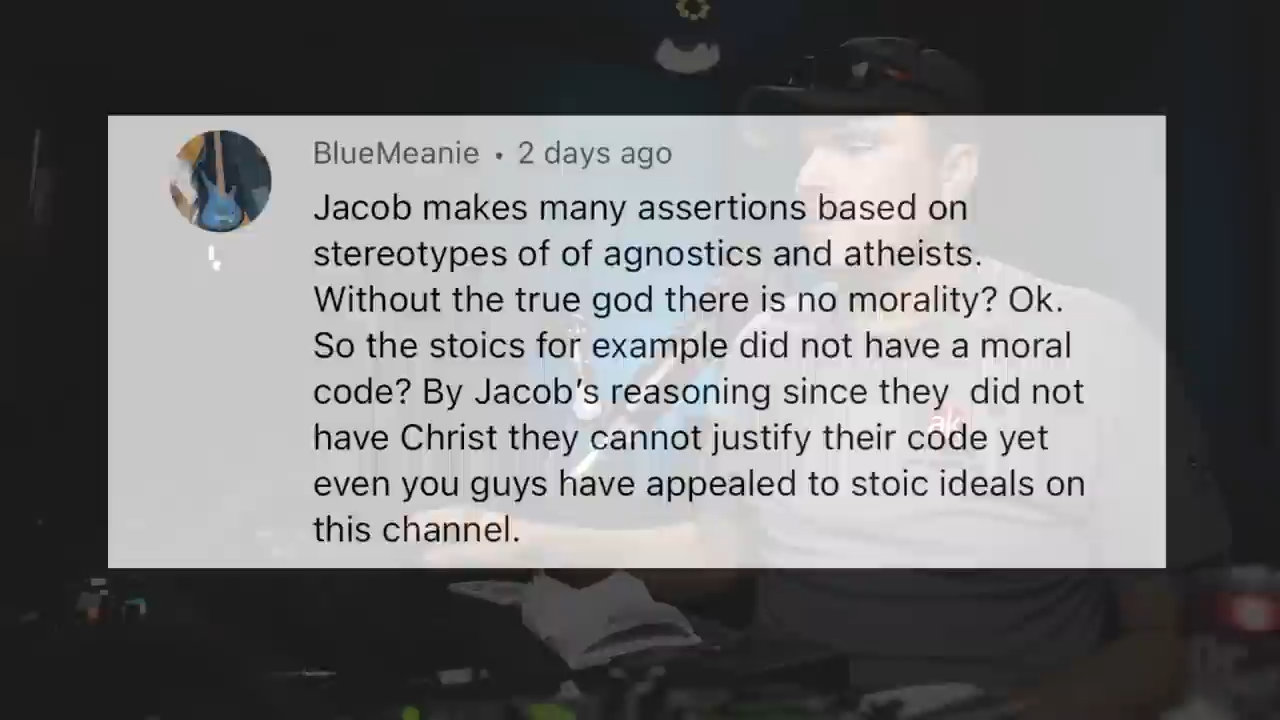 BlueMeanie • 2 days ago
Jacob makes many assertions based on
stereotypes of of agnostics and atheists.
Without the true god there is no morality? Ok.
So the stoics for example did not have a moral
code? By Jacob's reasoning since they  did not
have Christ they cannot justify their code yet
even you guys have appealed to stoic ideals on
this channel.